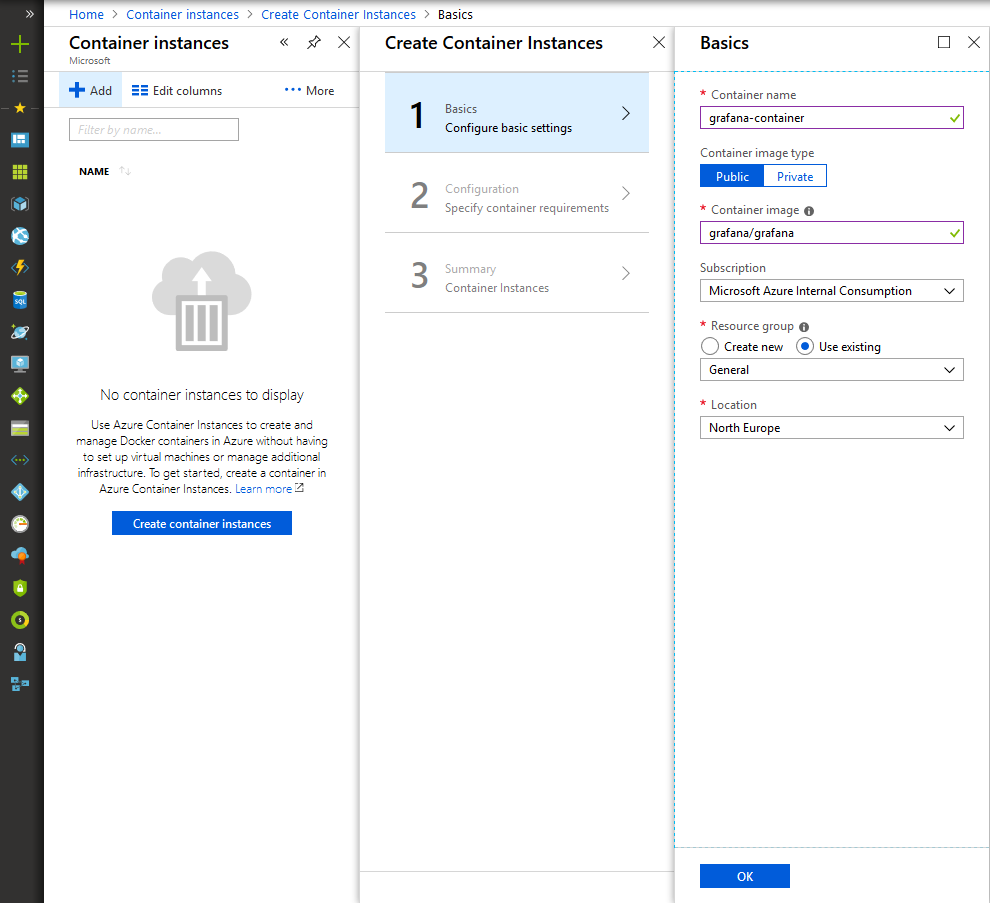 Home > Container instances > Create Container Instances > Basics
Container instances
Microsoft
Add
Edit columns
More
Filter by name...
NAME
No container instances to display
Use Azure Container Instances to create and
manage Docker containers in Azure without having
to set up virtual machines or manage additional
infrastructure. To get started, create a container in
Azure Container Instances. Learn more
Create container instances
Create Container Instances
1
Basics
Configure basic settings
2
Configuration
Specify container requirements
3
Summary
Container Instances
Basics
* Container name
grafana-container
Container image type
Public
Private
* Container image
grafana/grafana
Subscription
Microsoft Azure Internal Consumption
* Resource group
Create new
Use existing
General
* Location
North Europe
OK
SQL